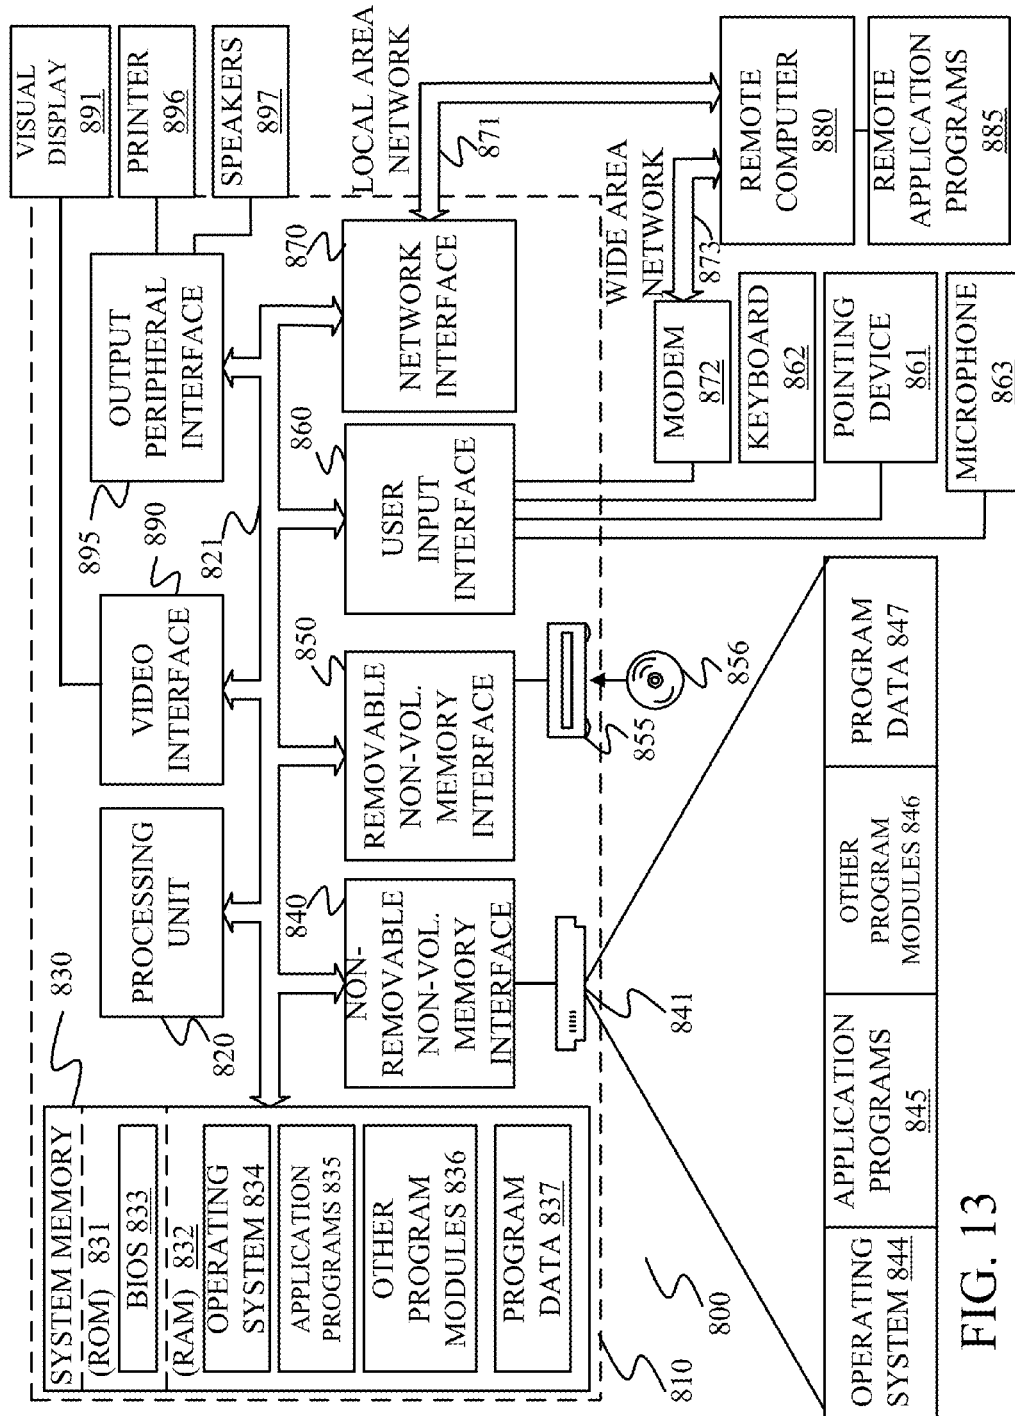 SYSTEM MEMORY
(ROM) 831
BIOS 833
(RAM) 832
OPERATING
SYSTEM 834
APPLICATION
PROGRAMS 835
OTHER
PROGRAM
MODULES 836
PROGRAM
DATA 837
830
PROCESSING
UNIT
820
VIDEO
INTERFACE
890
821
OUTPUT
PERIPHERAL
INTERFACE
895
VISUAL
DISPLAY
891
PRINTER
896
SPEAKERS
897
NON-
REMOVABLE
NON-VOL.
MEMORY
INTERFACE
840
REMOVABLE
NON-VOL.
MEMORY
INTERFACE
850
USER
INPUT
INTERFACE
860
NETWORK
INTERFACE
870
LOCAL AREA
NETWORK
871
841
855
856
WIDE AREA
NETWORK
873
MODEM
872
KEYBOARD
862
POINTING
DEVICE
861
MICROPHONE
863
REMOTE
COMPUTER
880
REMOTE
APPLICATION
PROGRAMS
885
810
800
OPERATING
SYSTEM 844
APPLICATION
PROGRAMS
845
OTHER
PROGRAM
MODULES 846
PROGRAM
DATA 847
FIG. 13